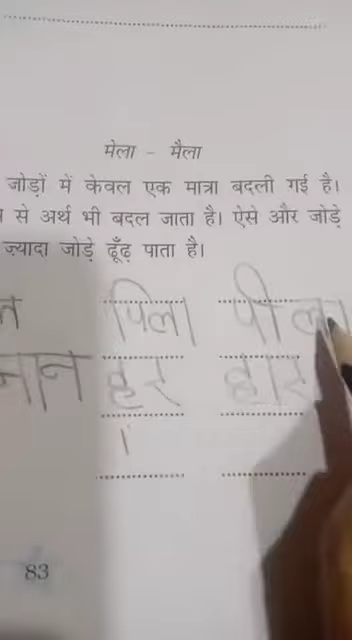 मेला - मैला
जोड़ों में केवल एक मात्रा बदली गई है।
से अर्थ भी बदल जाता है। ऐसे और जोड़े
ज़्यादा जोड़े ढूँढ़ पाता है।
पिला पीला
मान हर हार
83